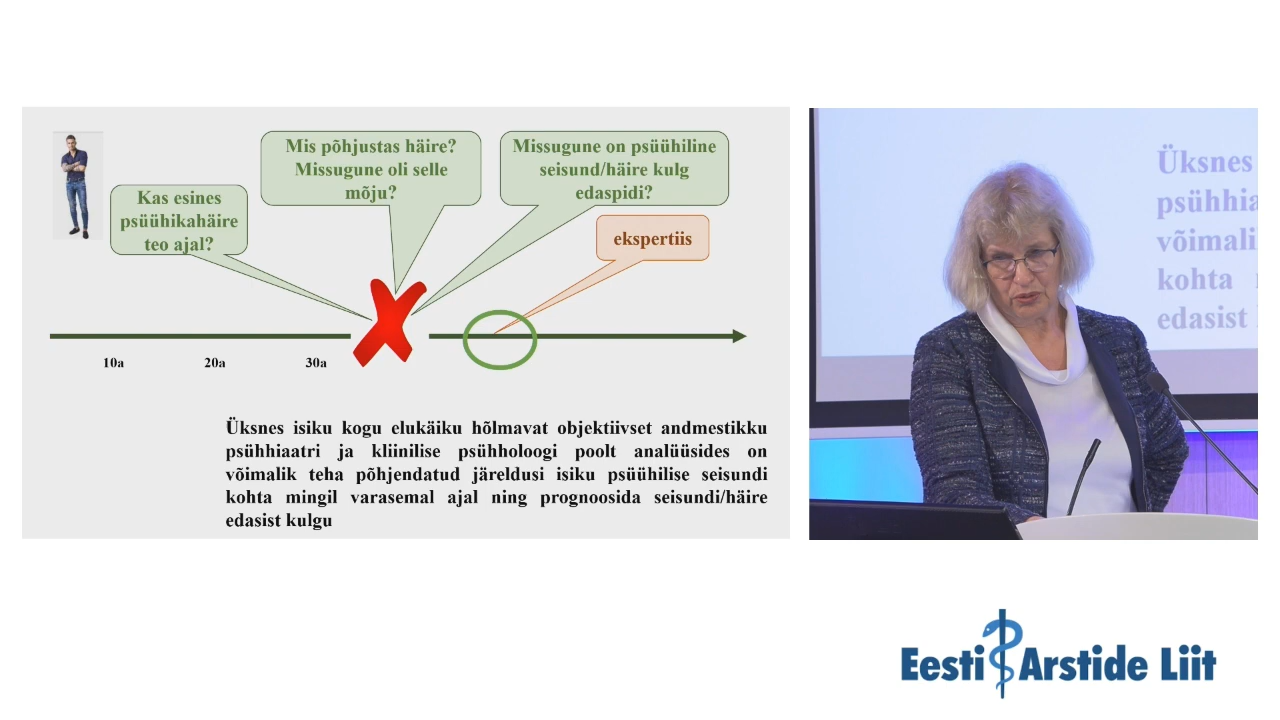 Kas esines
psüühikahäire
teo ajal?
Mis põhjustas häire?
Missugune oli selle
mõju?
Missugune on psüühiline
seisund/häire kulg
edaspidi?
ekspertiis
10a
20a
30a
Üksnes isiku kogu elukäiku hõlmavat objektiivset andmestikku
psühhiaatri ja kliinilise psühholoogi poolt analüüsides on
võimalik teha põhjendatud järeldusi isiku psüühilise seisundi
kohta mingil varasemal ajal ning prognoosida seisundi/häire
edasist kulgu
Üksnes
psühhia
võimali
kohta
edasist
Eesti Arstide Liit